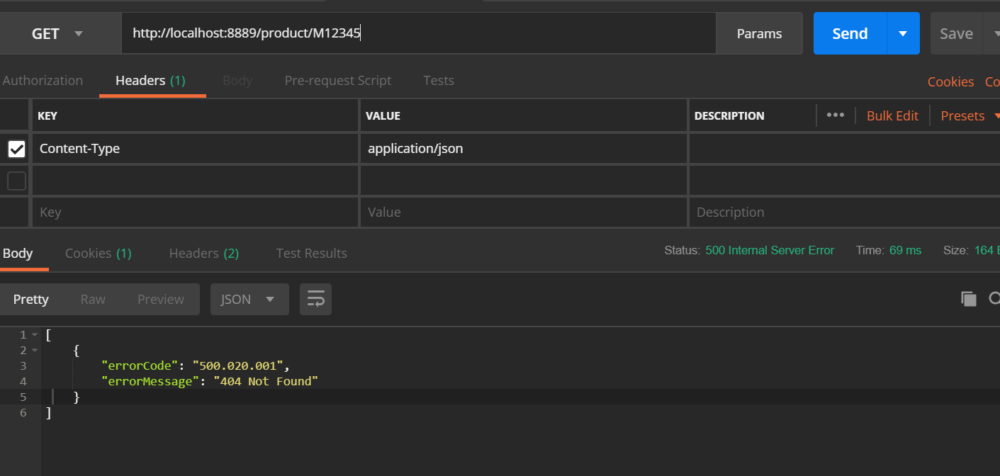 GET http://localhost:8889/product/M12345 Params Send Save
Authorization Headers (1) Body Pre-request Script Tests Cookies Co
KEY VALUE DESCRIPTION ••• Bulk Edit Presets
Content-Type application/json
Key Value Description
Body Cookies (1) Headers (2) Test Results Status: 500 Internal Server Error Time: 69 ms Size: 164 B
Pretty Raw Preview JSON
1 [
2 {
3 "errorCode": "500.020.001",
4 "errorMessage": "404 Not Found"
5 }
6 ]